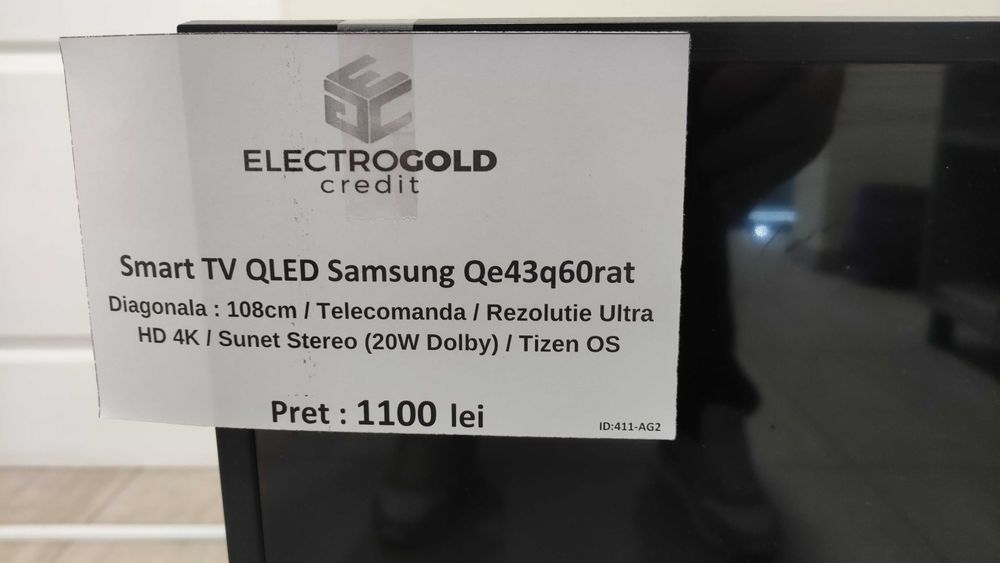 ELECTROGOLD
credit
Smart TV QLED Samsung Qe43q60rat
Diagonala : 108cm / Telecomanda / Rezolutie Ultra
HD 4K / Sunet Stereo (20W Dolby) / Tizen OS
Pret : 1100 lei
ID:411-AG2